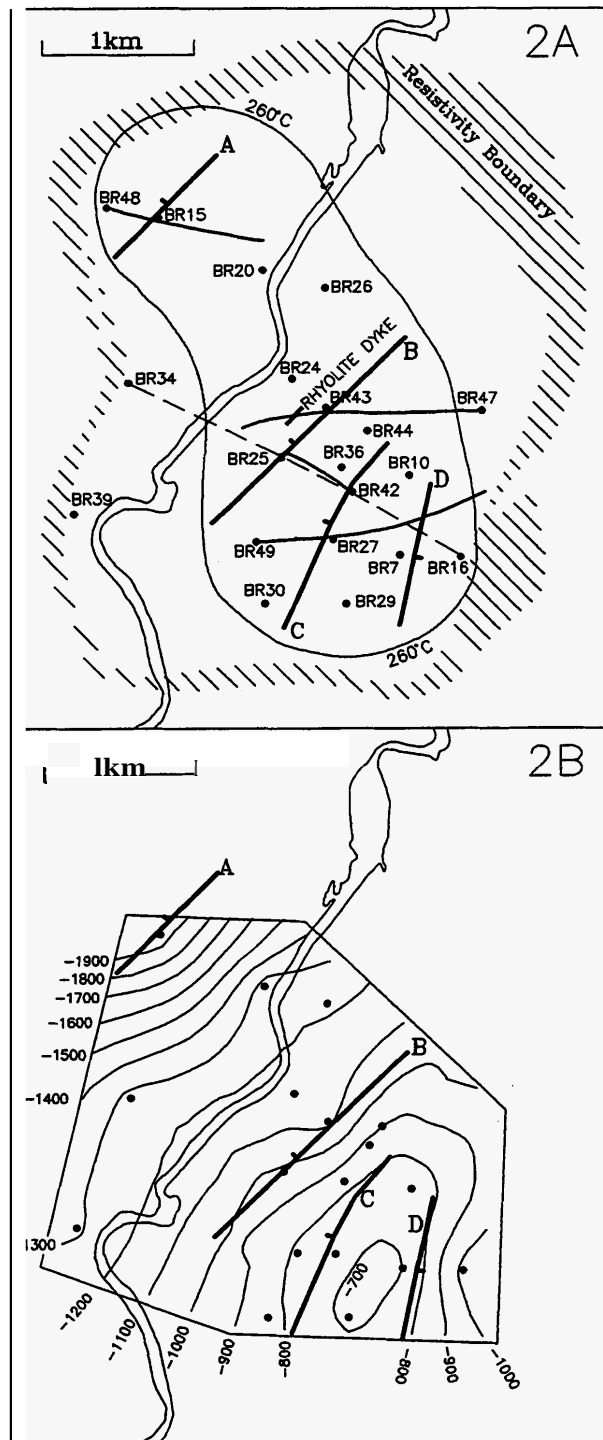 1km
2A
Resistivity Boundary
260°C
A
BR48
BR15
BR20
BR26
RHYOLITE DYKE
B
BR24
BR34
BR43
BR47
BR44
BR36
BR25
BR10
BR42
D
BR39
BR49
BR27
BR7
BR16
BR30
BR29
C
260°C
lkm
2B
A
-1900
-1800
-1700
-1600
-1500
-1400
B
C
D
-700
1300
-1200
-1100
-1000
-900
-800
-800
-900
-1000